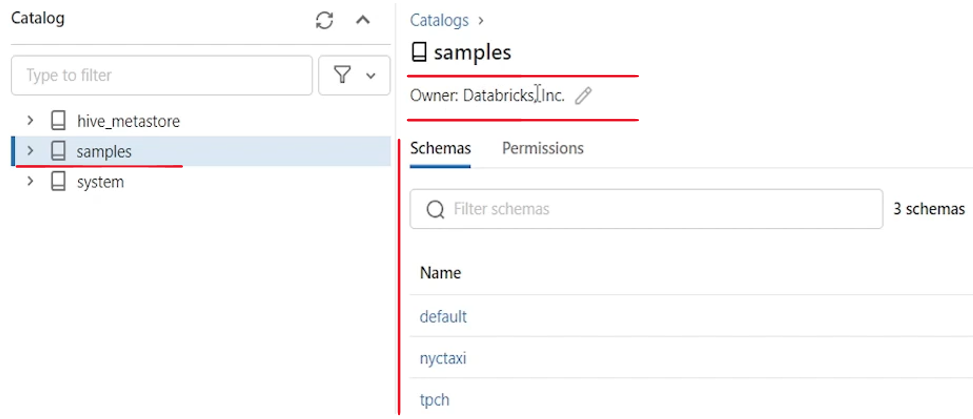 Catalog
Type to filter
hive_metastore
samples
system
Catalogs >
samples
Owner: Databricks, Inc.
Schemas Permissions
Filter schemas 3 schemas
Name
default
nyctaxi
tpch